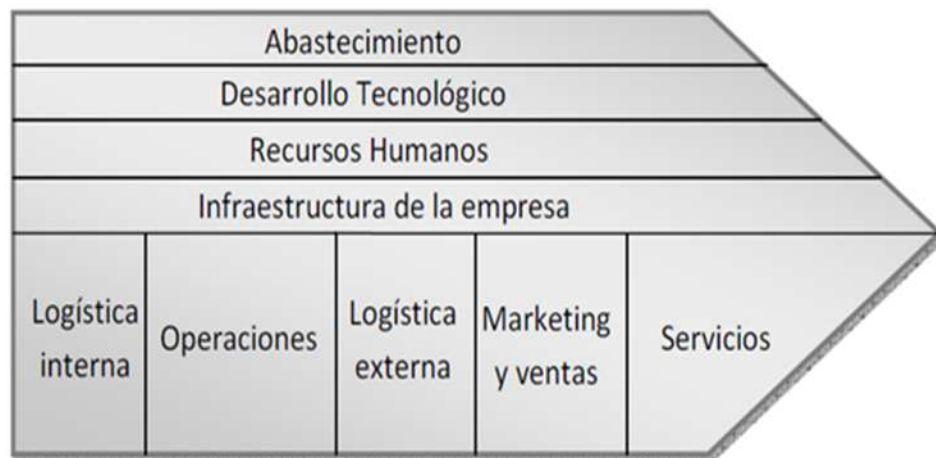 Abastecimiento
Desarrollo Tecnológico
Recursos Humanos
Infraestructura de la empresa
Logística
interna
Operaciones
Logística
externa
Marketing
y ventas
Servicios